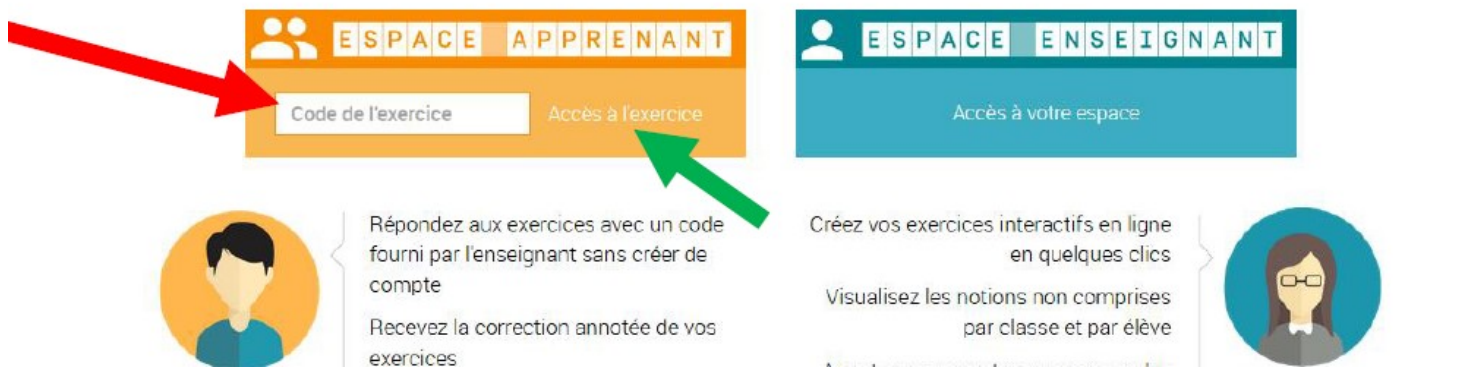 ESPACE APPRENANT
Code de l'exercice
Accès à l'exercice
Répondez aux exercices avec un code
fourni par l'enseignant sans créer de
compte
Recevez la correction annotée de vos
exercices
ESPACE ENSEIGNANT
Accès à votre espace
Créez vos exercices interactifs en ligne
en quelques clics
Visualisez les notions non comprises
par classe et par élève